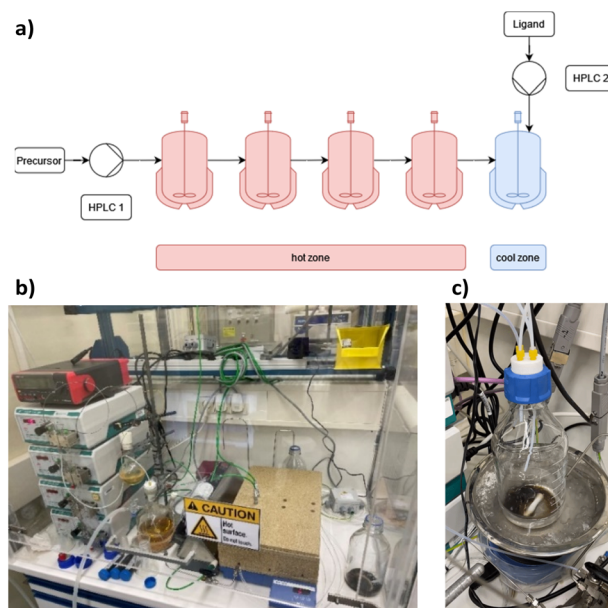 a)
Ligand
HPLC 2
Precursor
HPLC 1
hot zone
cool zone
b)
c)
CAUTION
Hot
surface.
Do not touch.